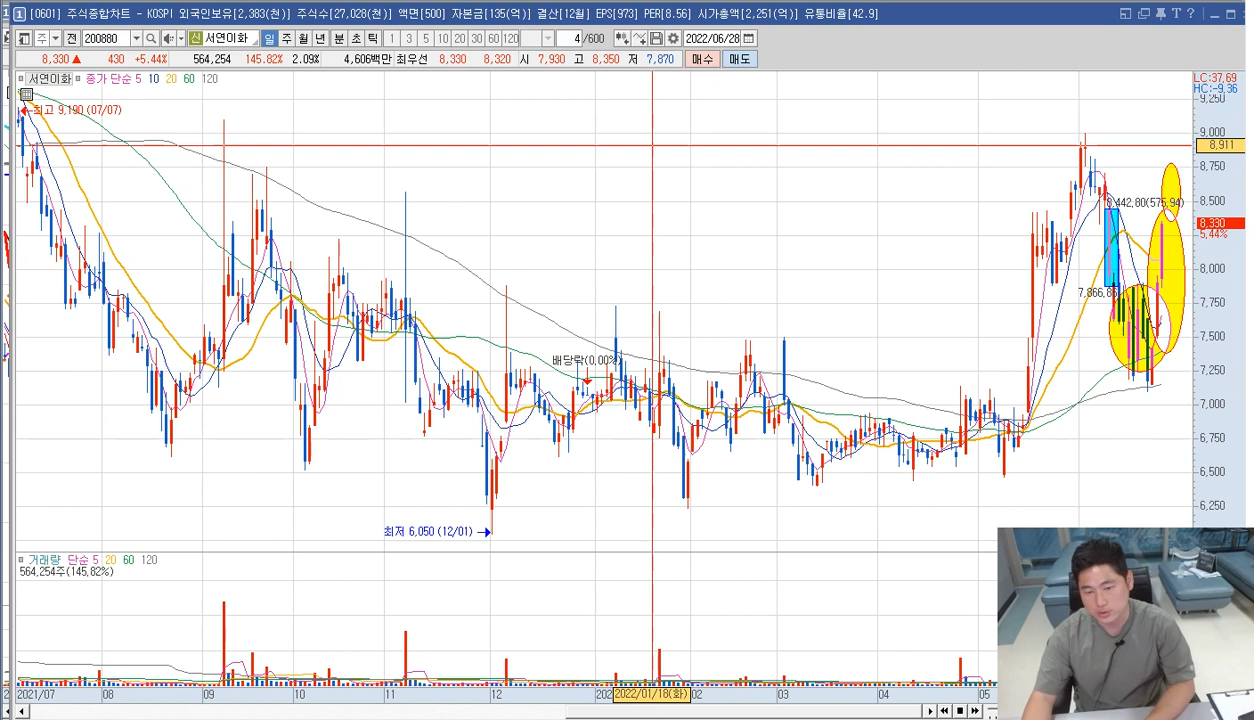 [0601] 주식종합차트 - KOSPI 외국인보유[2,383(천)] 주식수[27,028(천)] 액면[500] 자본금[135(억)] 결산[12월] EPS[973] PER[8.56] 시가총액[2,251(억)] 유통비율[42.9]
주 전 200880 신 서연이화 일 주 월 년 분 초 틱 1 3 5 10 20 30 60 120 4 /600 2022/06/28
8,330 ▲ 430 +5.44% 564,254 145.82% 2.09% 4,606백만 최우선 8,330 8,320 시 7,930 고 8,350 저 7,870 매수 매도
서연이화 종가 단순 5 10 20 60 120
LC:37.69
HC:-9.36
9,250
최고 9,190 (07/07)
9,000
8,911
8,750
8,500
8,442.80(575.94)
8,330
5.44%
8,000
7,866.86
7,750
7,500
배당락(0.00%)
7,250
7,000
6,750
6,500
6,250
최저 6,050 (12/01)
거래량 단순 5 20 60 120
564,254주(145.82%)
2021/07 08 09 10 11 12 202 2022/01/18(화) 02 03 04 05